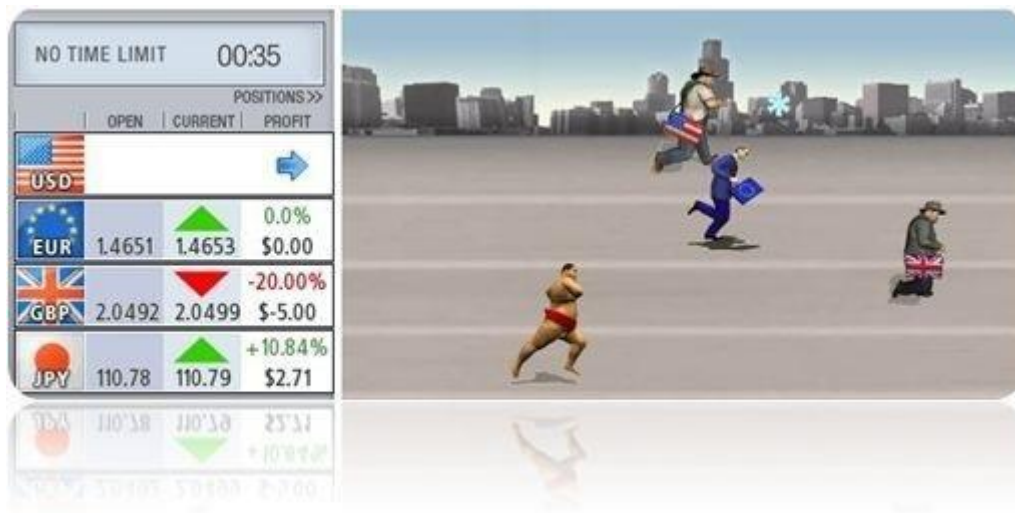 NO TIME LIMIT 00:35
POSITIONS >>
OPEN CURRENT PROFIT
USD
EUR 1.4651 1.4653 0.0% $0.00
GBP 2.0492 2.0499 -20.00% $-5.00
JPY 110.78 110.79 +10.84% $2.71